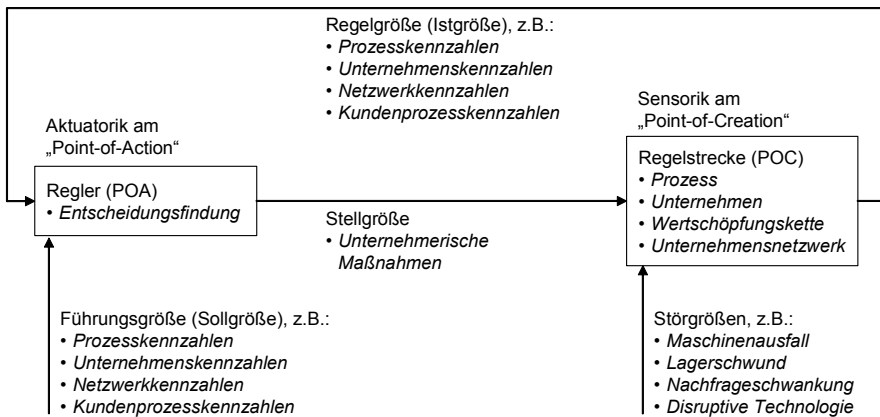 Regelgröße (Istgröße), z.B.:
• Prozesskennzahlen
• Unternehmenskennzahlen
• Netzwerkkennzahlen
• Kundenprozesskennzahlen
Aktuatorik am
„Point-of-Action“
Sensorik am
„Point-of-Creation“
Regler (POA)
• Entscheidungsfindung
Stellgröße
• Unternehmerische
Maßnahmen
Regelstrecke (POC)
• Prozess
• Unternehmen
• Wertschöpfungskette
• Unternehmensnetzwerk
Führungsgröße (Sollgröße), z.B.:
• Prozesskennzahlen
• Unternehmenskennzahlen
• Netzwerkkennzahlen
• Kundenprozesskennzahlen
Störgrößen, z.B.:
• Maschinenausfall
• Lagerschwund
• Nachfrageschwankung
• Disruptive Technologie